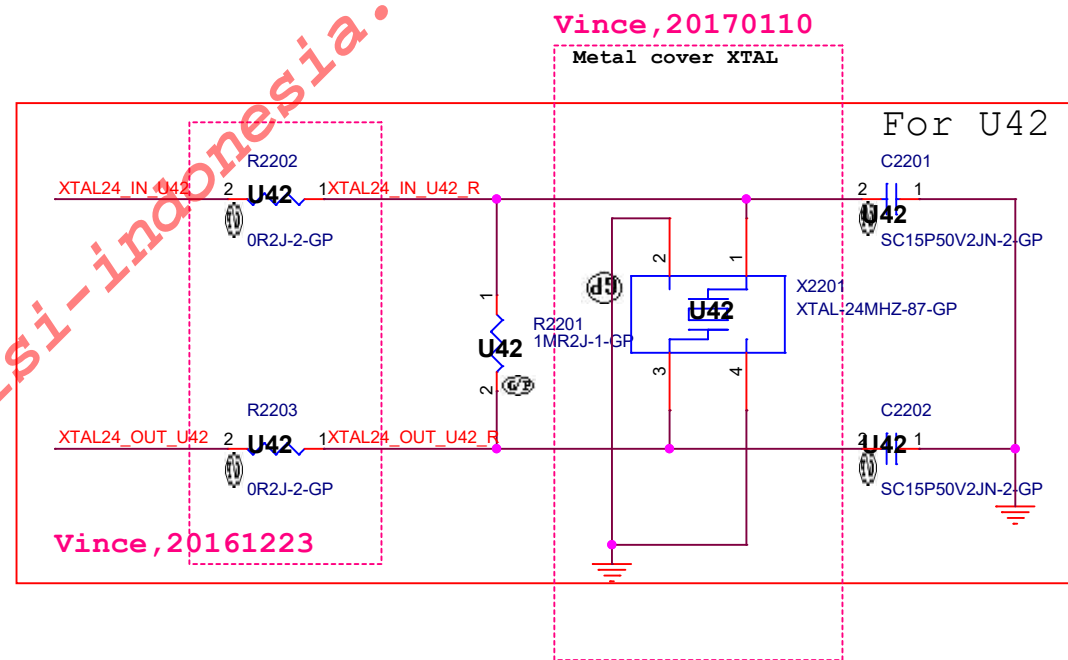 Vince,20170110
Metal cover XTAL
For U42
R2202
C2201
XTAL24_IN_U42
2
U42
1
XTAL24_IN_U42_R
2
1
U42
0R2J-2-GP
SC15P50V2JN-2-GP
2
1
GP
X2201
XTAL-24MHZ-87-GP
U42
1
R2201
1MR2J-1-GP
U42
2
G/P
3
4
R2203
C2202
XTAL24_OUT_U42
2
U42
1
XTAL24_OUT_U42_R
2
1
U42
0R2J-2-GP
SC15P50V2JN-2-GP
Vince,20161223
si-indonesia.